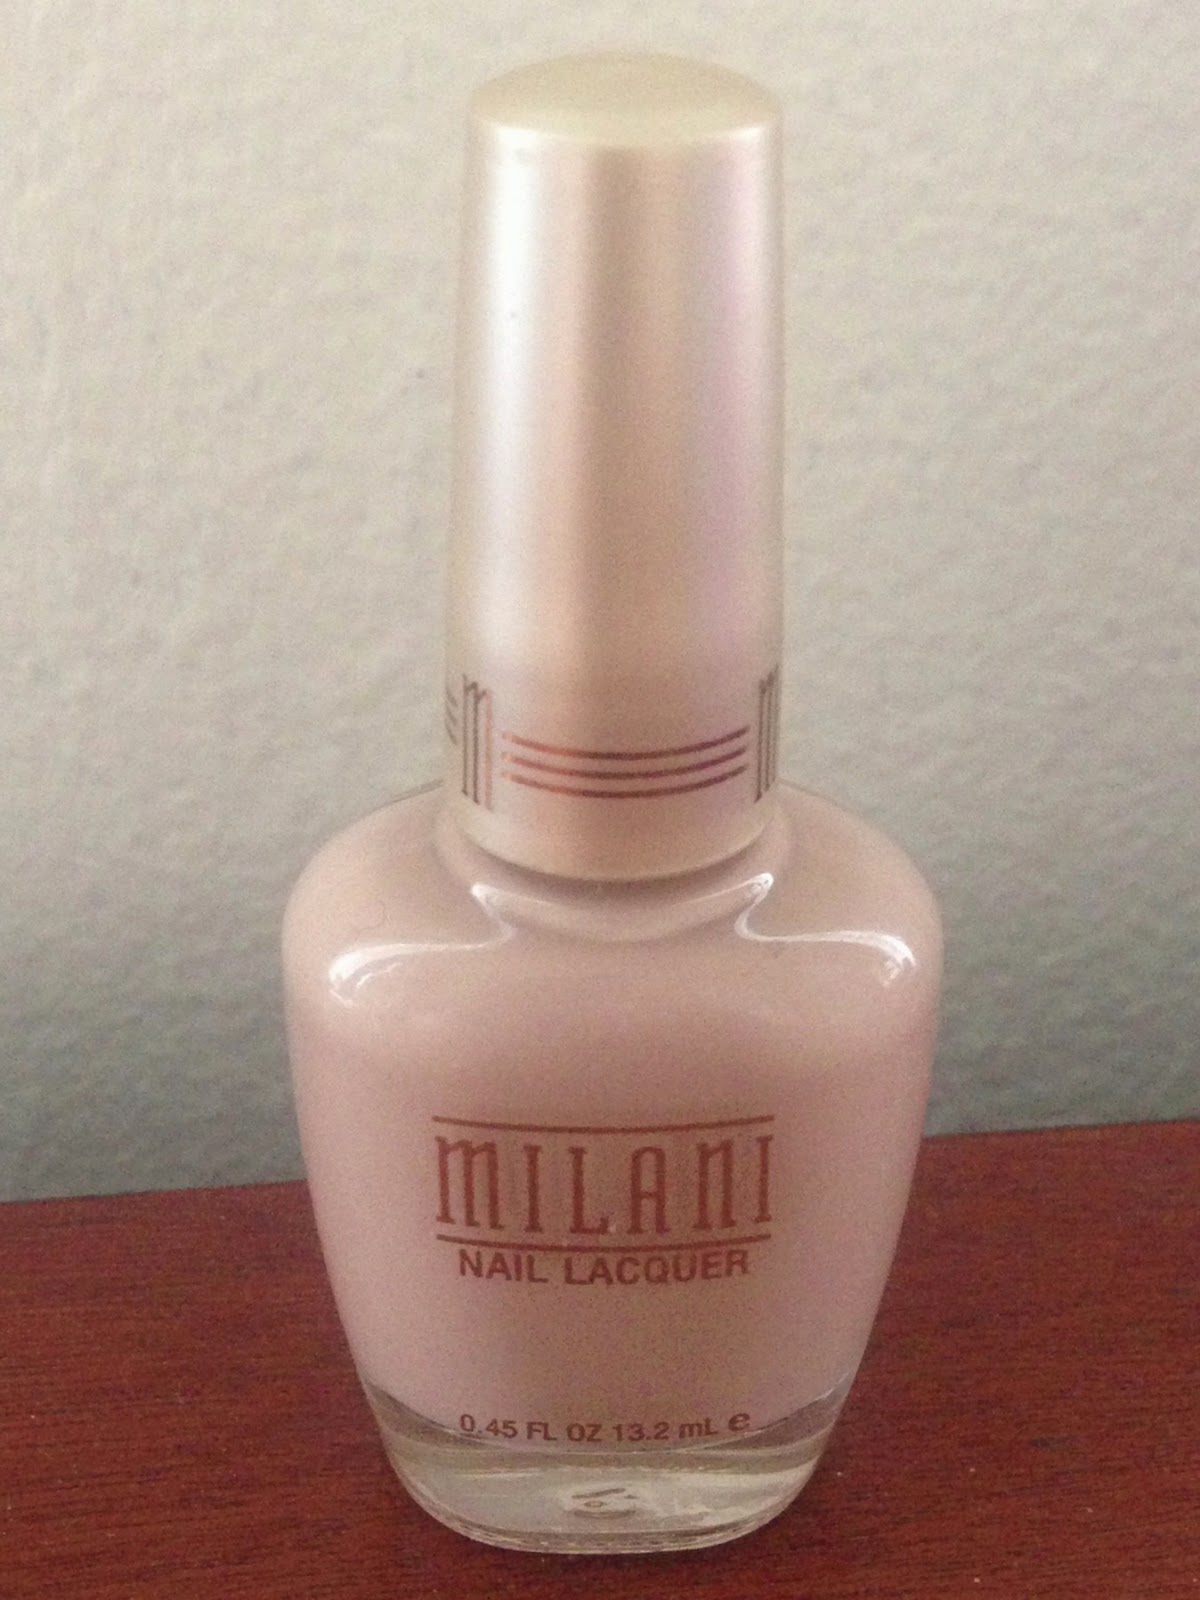 m m
MILANI
NAIL LACQUER
0.45 FL OZ 13.2 mL ℮